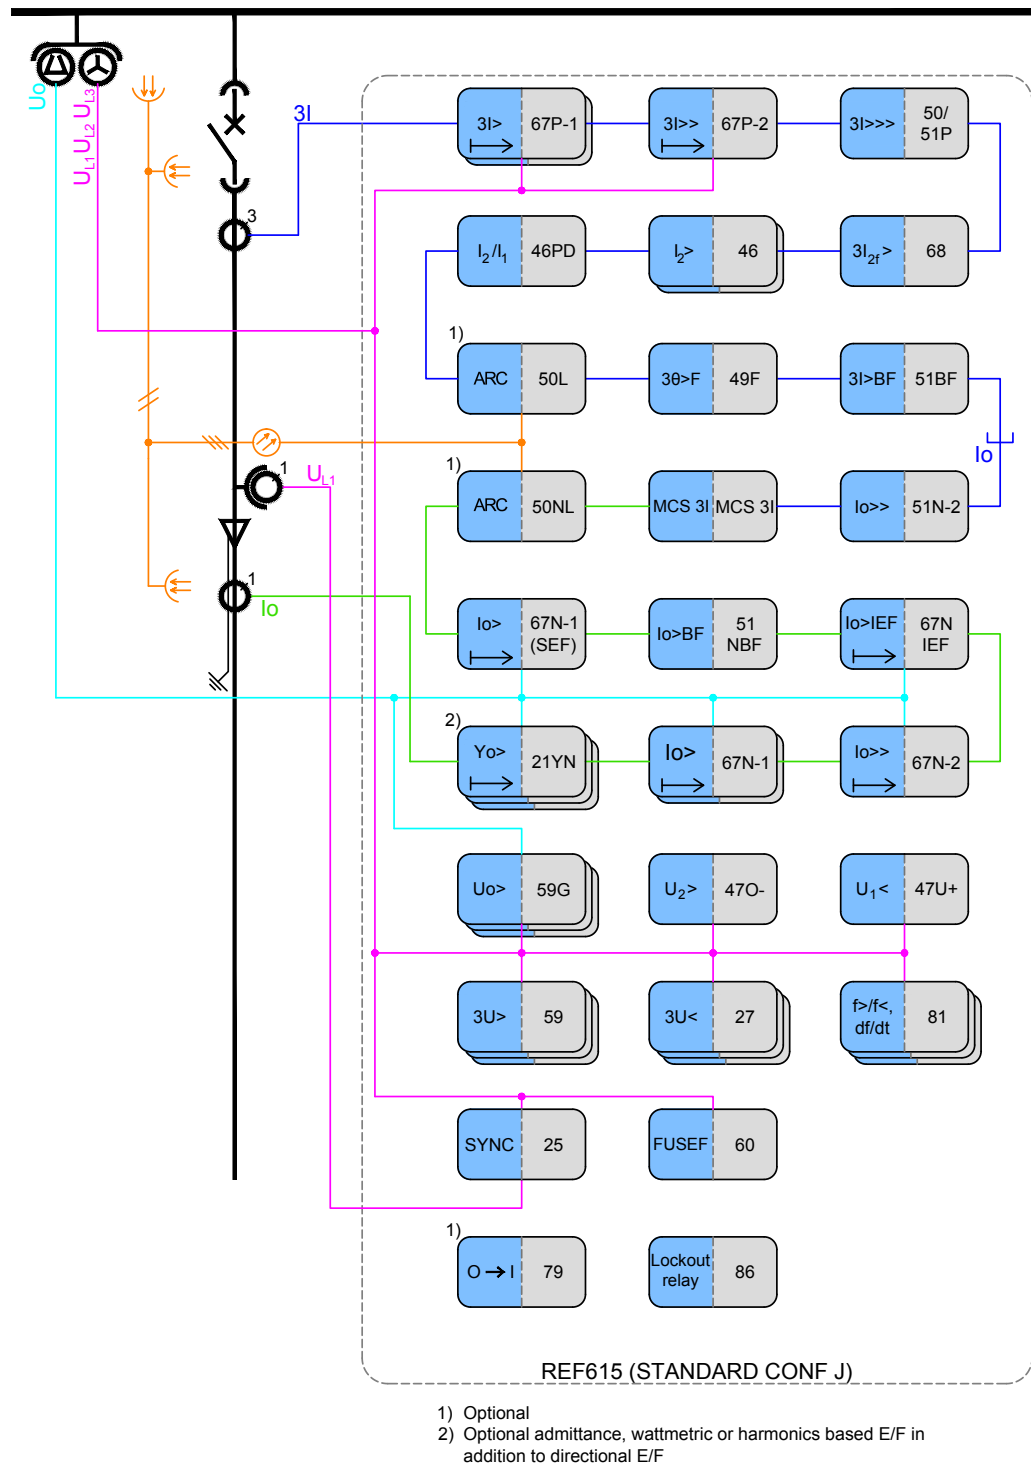 Uo
U_L1 U_L2 U_L3
3I
3
3I>
67P-1
3I>>
67P-2
3I>>>
50/
51P
I2/I1
46PD
I2>
46
3I2f>
68
1)
ARC
50L
3θ>F
49F
3I>BF
51BF
Io
1
U_L1
1)
ARC
50NL
MCS 3I
MCS 3I
Io>>
51N-2
1
Io
Io>
67N-1
(SEF)
Io>BF
51
NBF
Io>IEF
67N
IEF
2)
Yo>
21YN
Io>
67N-1
Io>>
67N-2
Uo>
59G
U2>
47O-
U1<
47U+
3U>
59
3U<
27
f>/f<,
df/dt
81
SYNC
25
FUSEF
60
1)
O → I
79
Lockout
relay
86
REF615 (STANDARD CONF J)
1) Optional
2) Optional admittance, wattmetric or harmonics based E/F in
addition to directional E/F